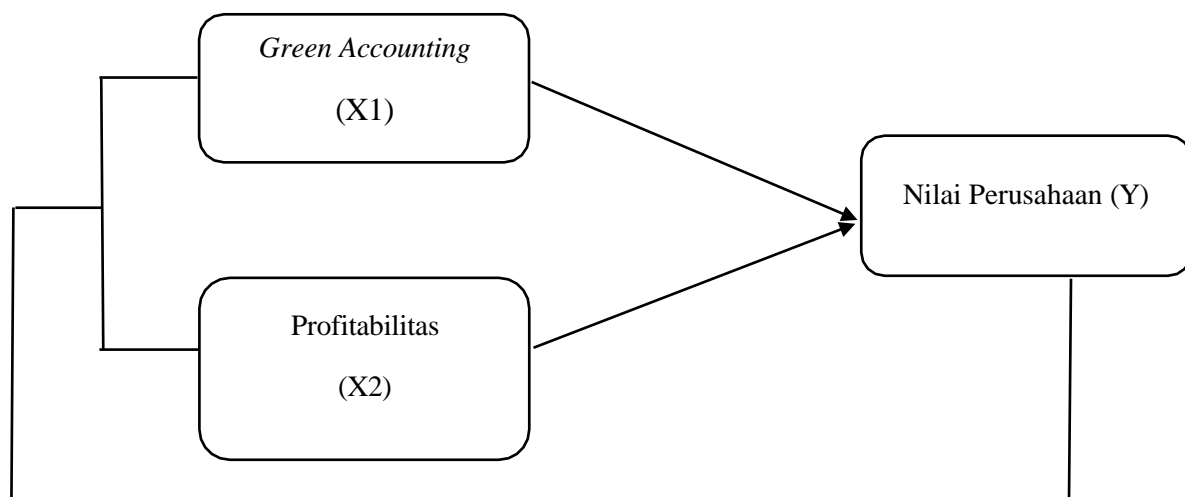 Green Accounting
(X1)
Nilai Perusahaan (Y)
Profitabilitas
(X2)